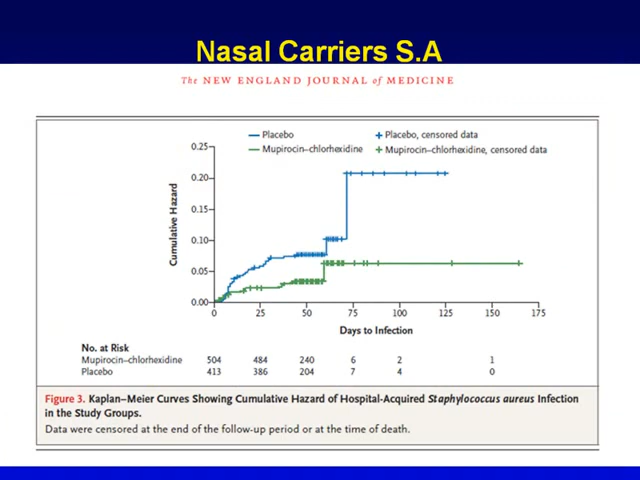 Nasal Carriers S.A
The NEW ENGLAND JOURNAL of MEDICINE
Placebo
Placebo, censored data
Mupirocin–chlorhexidine
Mupirocin–chlorhexidine, censored data
Cumulative Hazard
0.25
0.20
0.15
0.10
0.05
0.00
0 25 50 75 100 125 150 175
Days to Infection
No. at Risk
Mupirocin–chlorhexidine 504 484 240 6 2 1
Placebo 413 386 204 7 4 0
Figure 3. Kaplan–Meier Curves Showing Cumulative Hazard of Hospital-Acquired Staphylococcus aureus Infection
in the Study Groups.
Data were censored at the end of the follow-up period or at the time of death.